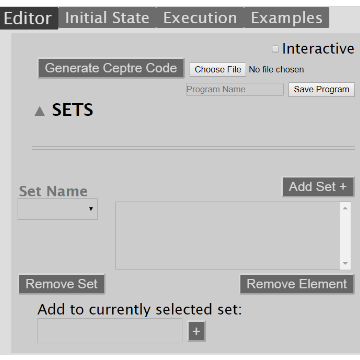 Editor Initial State Execution Examples
Interactive
Generate Ceptre Code Choose File No file chosen
Program Name Save Program
▲ SETS
Add Set +
Set Name
Remove Set Remove Element
Add to currently selected set:
+